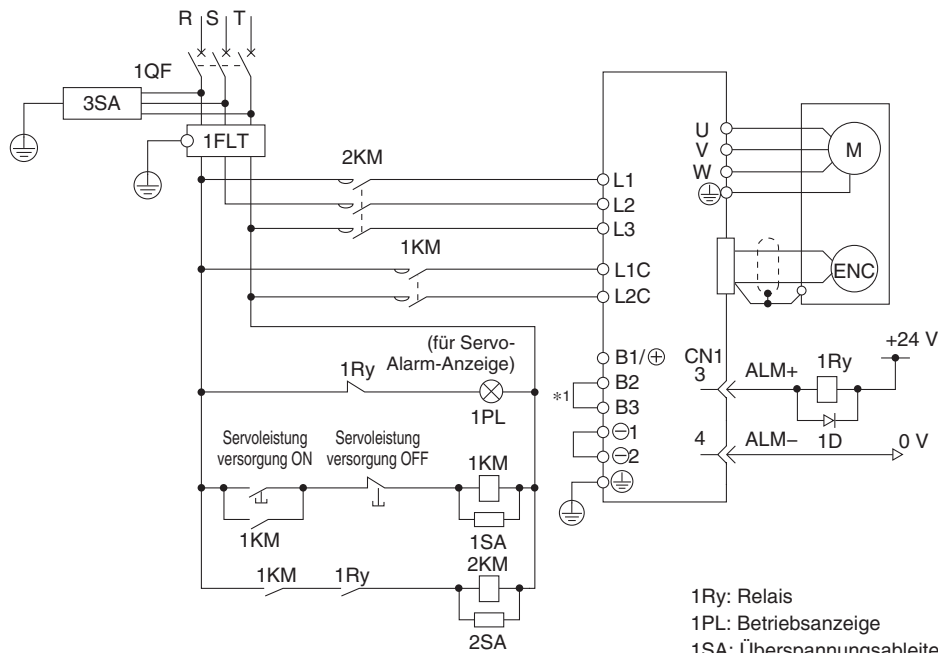 R S T
1QF
3SA
1FLT
2KM
L1
L2
L3
1KM
L1C
L2C
U
V
W
M
ENC
(für Servo-
Alarm-Anzeige)
1Ry
1PL
B1/⊕
B2
B3
*1
⊖1
⊖2
CN1
3
ALM+
1Ry
+24 V
1D
4
ALM–
0 V
Servoleistung
versorgung ON
Servoleistung
versorgung OFF
1KM
1KM
1SA
1KM
1Ry
2KM
2SA
1Ry: Relais
1PL: Betriebsanzeige